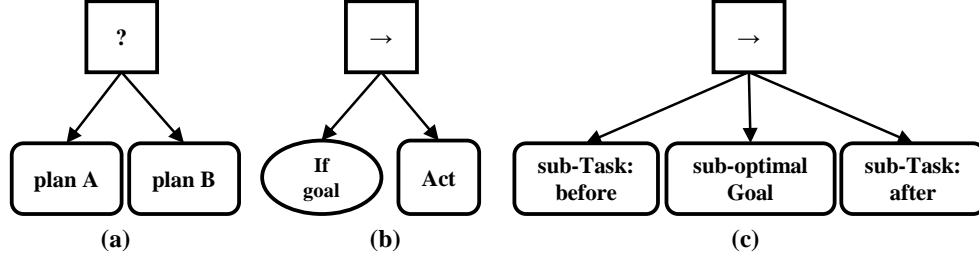 ?
→
→
plan A
plan B
If
goal
Act
sub-Task:
before
sub-optimal
Goal
sub-Task:
after
(a)
(b)
(c)